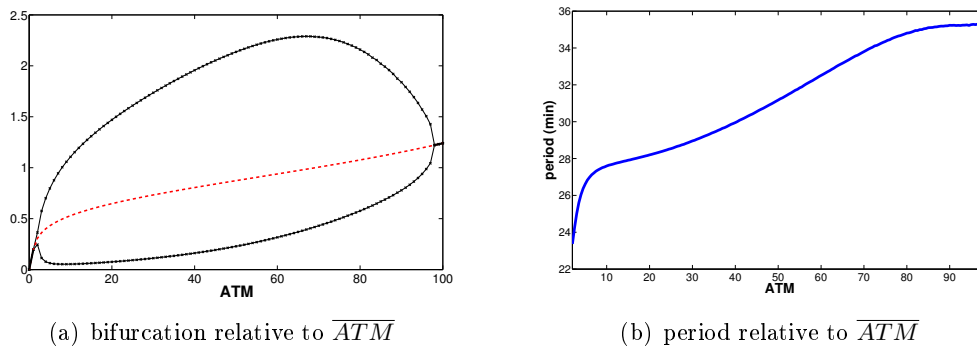 2.5
2
1.5
1
0.5
0
0 20 40 60 80 100
ATM
36
34
32
30
28
26
24
22
period (min)
10 20 30 40 50 60 70 80 90
ATM
(a) bifurcation relative to \overline{ATM}
(b) period relative to \overline{ATM}